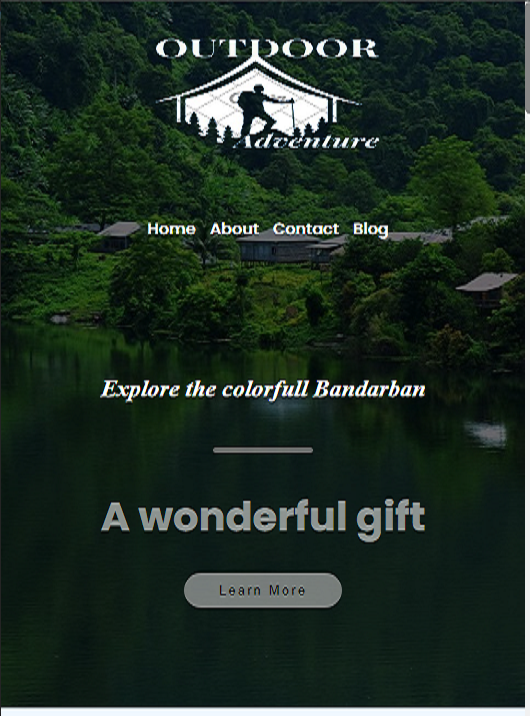 OUTDOOR
Adventure
Home About Contact Blog
Explore the colorfull Bandarban
A wonderful gift
Learn More